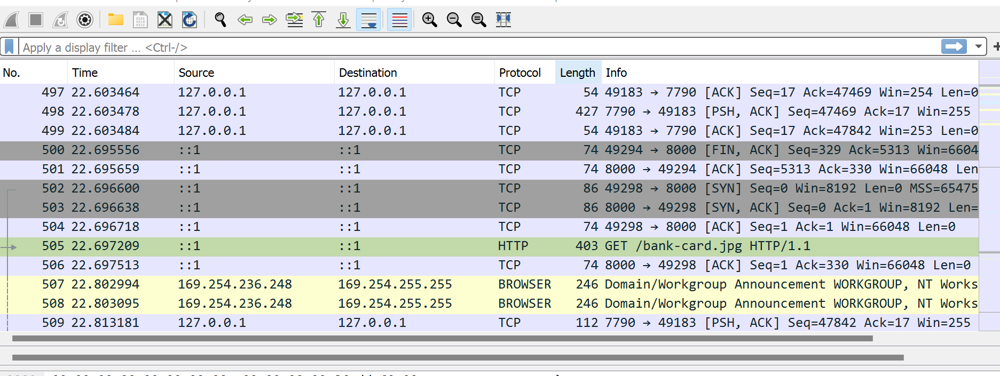 Apply a display filter ... <Ctrl-/>
No. Time Source Destination Protocol Length Info
497 22.603464 127.0.0.1 127.0.0.1 TCP 54 49183 → 7790 [ACK] Seq=17 Ack=47469 Win=254 Len=0
498 22.603478 127.0.0.1 127.0.0.1 TCP 427 7790 → 49183 [PSH, ACK] Seq=47469 Ack=17 Win=255
499 22.603484 127.0.0.1 127.0.0.1 TCP 54 49183 → 7790 [ACK] Seq=17 Ack=47842 Win=253 Len=0
500 22.695556 ::1 ::1 TCP 74 49294 → 8000 [FIN, ACK] Seq=329 Ack=5313 Win=6604
501 22.695659 ::1 ::1 TCP 74 8000 → 49294 [ACK] Seq=5313 Ack=330 Win=66048 Len
502 22.696600 ::1 ::1 TCP 86 49298 → 8000 [SYN] Seq=0 Win=8192 Len=0 MSS=65475
503 22.696638 ::1 ::1 TCP 86 8000 → 49298 [SYN, ACK] Seq=0 Ack=1 Win=8192 Len=
504 22.696718 ::1 ::1 TCP 74 49298 → 8000 [ACK] Seq=1 Ack=1 Win=66048 Len=0
505 22.697209 ::1 ::1 HTTP 403 GET /bank-card.jpg HTTP/1.1
506 22.697513 ::1 ::1 TCP 74 8000 → 49298 [ACK] Seq=1 Ack=330 Win=66048 Len=0
507 22.802994 169.254.236.248 169.254.255.255 BROWSER 246 Domain/Workgroup Announcement WORKGROUP, NT Works
508 22.803095 169.254.236.248 169.254.255.255 BROWSER 246 Domain/Workgroup Announcement WORKGROUP, NT Works
509 22.813181 127.0.0.1 127.0.0.1 TCP 112 7790 → 49183 [PSH, ACK] Seq=47842 Ack=17 Win=255